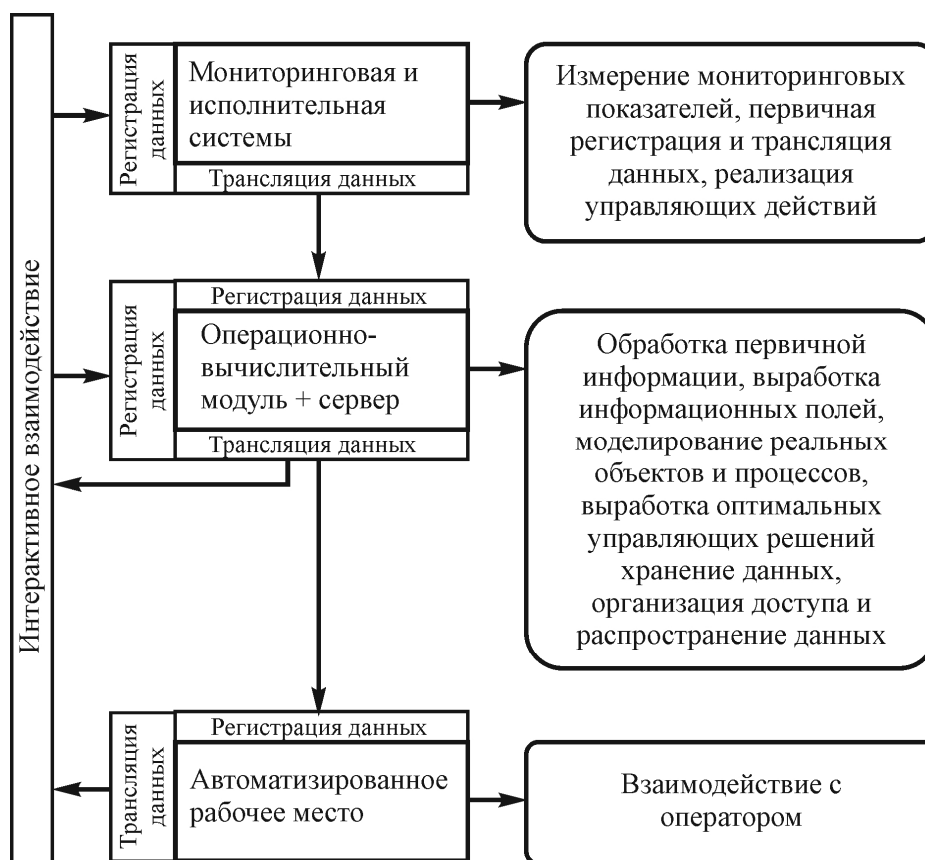 Интерактивное взаимодействие
Регистрация
данных
Мониторинговая и
исполнительная
системы
Трансляция данных
Измерение мониторинговых
показателей, первичная
регистрация и трансляция
данных, реализация
управляющих действий
Регистрация данных
Регистрация
данных
Операционно-
вычислительный
модуль + сервер
Трансляция данных
Обработка первичной
информации, выработка
информационных полей,
моделирование реальных
объектов и процессов,
выработка оптимальных
управляющих решений
хранение данных,
организация доступа и
распространение данных
Регистрация данных
Трансляция
данных
Автоматизированное
рабочее место
Взаимодействие с
оператором